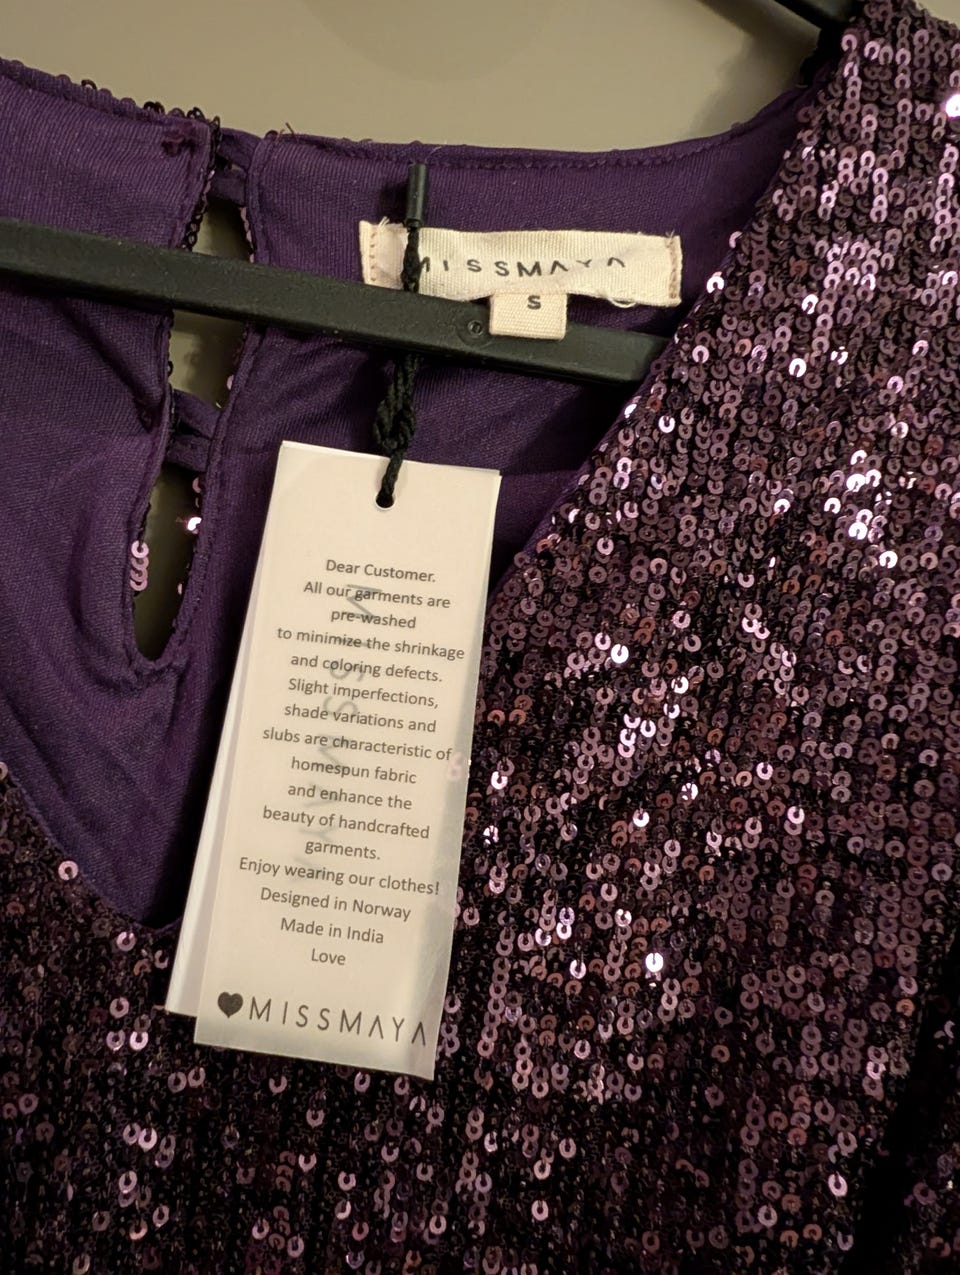 MISSMAYA
S
Dear Customer.
All our garments are
pre-washed
to minimize the shrinkage
and coloring defects.
Slight imperfections,
shade variations and
slubs are characteristic of
homespun fabric
and enhance the
beauty of handcrafted
garments.
Enjoy wearing our clothes!
Designed in Norway
Made in India
Love
♥MISSMAYA
MISSMAYA